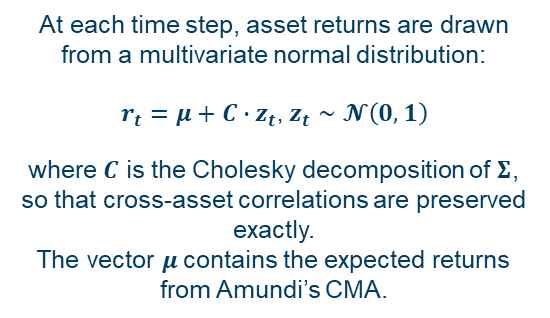 At each time step, asset returns are drawn
from a multivariate normal distribution:
r_t = μ + C · z_t, z_t ~ 𝒩(0, 1)
where C is the Cholesky decomposition of Σ,
so that cross-asset correlations are preserved
exactly.
The vector μ contains the expected returns
from Amundi’s CMA.